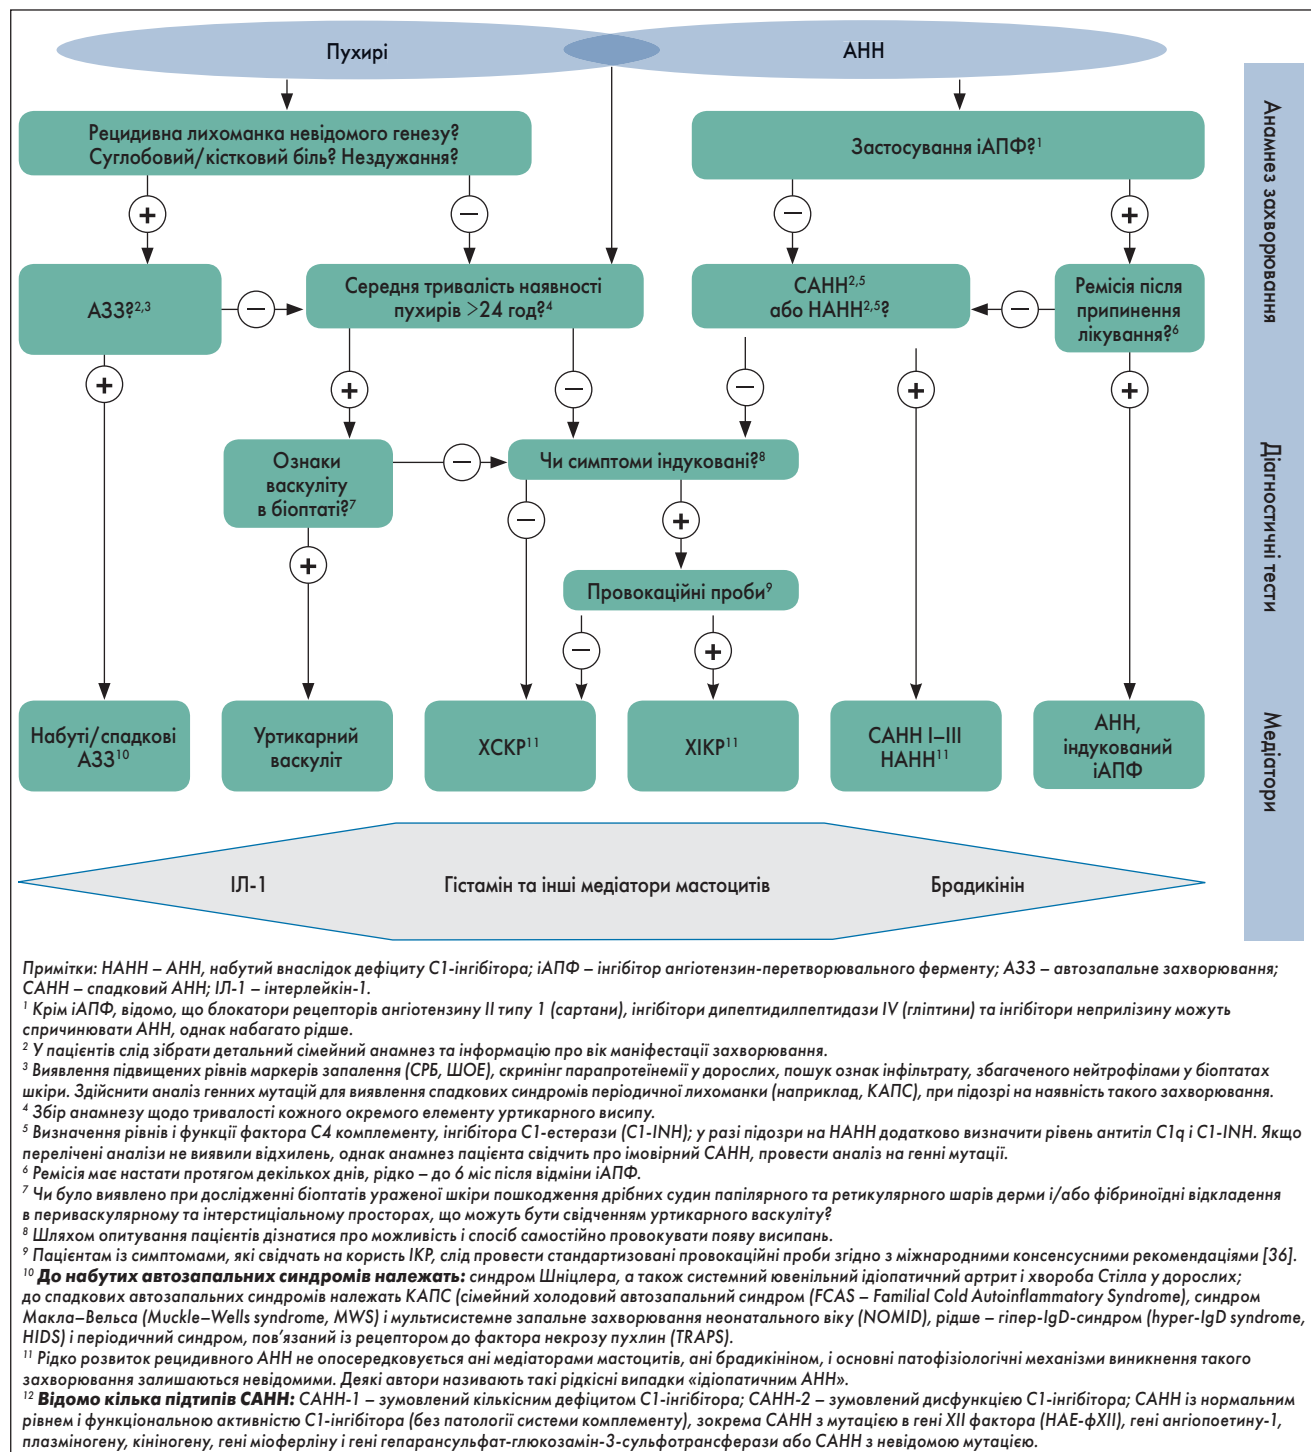 Пухирі
АНН
Рецидивна лихоманка невідомого генезу?
Суглобовий/кістковий біль? Нездужання?
Застосування іАПФ?¹
Анамнез захворювання
+
–
–
+
АЗЗ?²,³
–
Середня тривалість наявності
пухирів >24 год?⁴
САНН²,⁵
або НАНН²,⁵?
–
Ремісія після
припинення
лікування?⁶
+
+
–
–
+
+
Ознаки
васкуліту
в біоптаті?⁷
–
Чи симптоми індуковані?⁸
Діагностичні тести
–
+
+
Провокаційні проби⁹
–
+
Набуті/спадкові
АЗЗ¹⁰
Уртикарний
васкуліт
ХСКР¹¹
ХІКР¹¹
САНН I–III
НАНН¹¹
АНН,
індукований
іАПФ
Медіатори
ІЛ-1
Гістамін та інші медіатори мастоцитів
Брадикінін
Примітки: НАНН – АНН, набутий внаслідок дефіциту С1-інгібітора; іАПФ – інгібітор ангіотензин-перетворювального ферменту; АЗЗ – автозапальне захворювання;
САНН – спадковий АНН; ІЛ-1 – інтерлейкін-1.
¹ Крім іАПФ, відомо, що блокатори рецепторів ангіотензину II типу 1 (сартани), інгібітори дипептидилпептидази IV (гліптини) та інгібітори неприлізину можуть
спричинювати АНН, однак набагато рідше.
² У пацієнтів слід зібрати детальний сімейний анамнез та інформацію про вік маніфестації захворювання.
³ Виявлення підвищених рівнів маркерів запалення (СРБ, ШОЕ), скринінг парапротеїнемії у дорослих, пошук ознак інфільтрату, збагаченого нейтрофілами у біоптатах
шкіри. Здійснити аналіз генних мутацій для виявлення спадкових синдромів періодичної лихоманки (наприклад, КАПС), при підозрі на наявність такого захворювання.
⁴ Збір анамнезу щодо тривалості кожного окремого елементу уртикарного висипу.
⁵ Визначення рівнів і функції фактора С4 комплементу, інгібітора С1-естерази (C1-INH); у разі підозри на НАНН додатково визначити рівень антитіл C1q і C1-INH. Якщо
перелічені аналізи не виявили відхилень, однак анамнез пацієнта свідчить про імовірний САНН, провести аналіз на генні мутації.
⁶ Ремісія має настати протягом декількох днів, рідко – до 6 міс після відміни іАПФ.
⁷ Чи було виявлено при дослідженні біоптатів ураженої шкіри пошкодження дрібних судин папілярного та ретикулярного шарів дерми і/або фібриноїдні відкладення
в периваскулярному та інтерстиціальному просторах, що можуть бути свідченням уртикарного васкуліту?
⁸ Шляхом опитування пацієнтів дізнатися про можливість і спосіб самостійно провокувати появу висипань.
⁹ Пацієнтам із симптомами, які свідчать на користь ІКР, слід провести стандартизовані провокаційні проби згідно з міжнародними консенсусними рекомендаціями [36].
¹⁰ До набутих автозапальних синдромів належать: синдром Шніцлера, а також системний ювенільний ідіопатичний артрит і хвороба Стілла у дорослих;
до спадкових автозапальних синдромів належать КАПС (сімейний холодовий автозапальний синдром (FCAS – Familial Cold Autoinflammatory Syndrome), синдром
Макла–Вельса (Muckle–Wells syndrome, MWS) і мультисистемне запальне захворювання неонатального віку (NOMID), рідше – гіпер-IgD-синдром (hyper-IgD syndrome,
HIDS) і періодичний синдром, пов’язаний із рецептором до фактора некрозу пухлин (TRAPS).
¹¹ Рідко розвиток рецидивного АНН не опосередковується ані медіаторами мастоцитів, ані брадикініном, і основні патофізіологічні механізми виникнення такого
захворювання залишаються невідомими. Деякі автори називають такі рідкісні випадки «ідіопатичним АНН».
¹² Відомо кілька підтипів САНН: САНН-1 – зумовлений кількісним дефіцитом С1-інгібітора; САНН-2 – зумовлений дисфункцією С1-інгібітора; САНН із нормальним
рівнем і функціональною активністю С1-інгібітора (без патології системи комплементу), зокрема САНН з мутацією в гені XII фактора (НАЕ-фXII), гені ангіопоетину-1,
плазміногену, кініногену, гені міоферліну і гені гепарансульфат-глюкозамін-3-сульфотрансферази або САНН з невідомою мутацією.